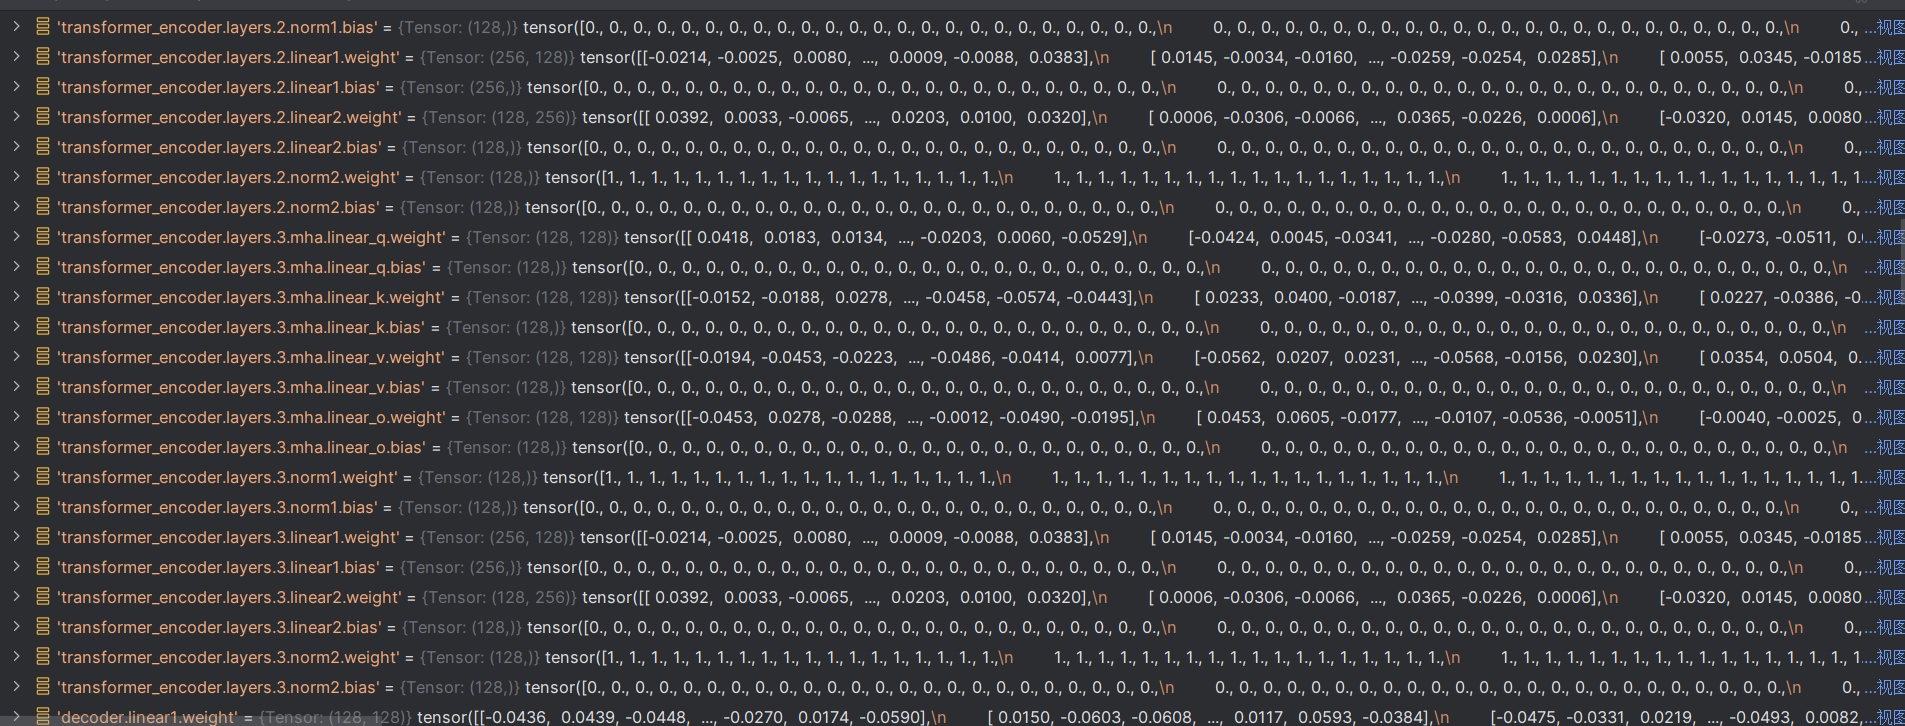 'transformer_encoder.layers.2.norm1.bias' = {Tensor: (128,)} tensor([0., 0., 0., 0., 0., 0., 0., 0., 0., 0., 0., 0., 0., 0., 0., 0., 0., 0., 0., 0., 0., 0., 0., 0.,\n 0., 0., 0., 0., 0., 0., 0., 0., 0., 0., 0., 0., 0., 0., 0., 0., 0., 0., 0., 0., 0., 0., 0., 0.,\n 0., ...视图
'transformer_encoder.layers.2.linear1.weight' = {Tensor: (256, 128)} tensor([[-0.0214, -0.0025, 0.0080, ..., 0.0009, -0.0088, 0.0383],\n [ 0.0145, -0.0034, -0.0160, ..., -0.0259, -0.0254, 0.0285],\n [ 0.0055, 0.0345, -0.0185 ...视图
'transformer_encoder.layers.2.linear1.bias' = {Tensor: (256,)} tensor([0., 0., 0., 0., 0., 0., 0., 0., 0., 0., 0., 0., 0., 0., 0., 0., 0., 0., 0., 0., 0., 0., 0., 0.,\n 0., 0., 0., 0., 0., 0., 0., 0., 0., 0., 0., 0., 0., 0., 0., 0., 0., 0., 0., 0., 0., 0., 0., 0.,\n 0., ...视图
'transformer_encoder.layers.2.linear2.weight' = {Tensor: (128, 256)} tensor([[ 0.0392, 0.0033, -0.0065, ..., 0.0203, 0.0100, 0.0320],\n [ 0.0006, -0.0306, -0.0066, ..., 0.0365, -0.0226, 0.0006],\n [-0.0320, 0.0145, 0.0080 ...视图
'transformer_encoder.layers.2.linear2.bias' = {Tensor: (128,)} tensor([0., 0., 0., 0., 0., 0., 0., 0., 0., 0., 0., 0., 0., 0., 0., 0., 0., 0., 0., 0., 0., 0., 0., 0.,\n 0., 0., 0., 0., 0., 0., 0., 0., 0., 0., 0., 0., 0., 0., 0., 0., 0., 0., 0., 0., 0., 0., 0., 0.,\n 0., ...视图
'transformer_encoder.layers.2.norm2.weight' = {Tensor: (128,)} tensor([1., 1., 1., 1., 1., 1., 1., 1., 1., 1., 1., 1., 1., 1., 1., 1., 1., 1.,\n 1., 1., 1., 1., 1., 1., 1., 1., 1., 1., 1., 1., 1., 1., 1., 1., 1., 1.,\n 1., 1., 1., 1., 1., 1., 1., 1., 1., 1., 1., 1., 1., 1., 1., 1., 1 ...视图
'transformer_encoder.layers.2.norm2.bias' = {Tensor: (128,)} tensor([0., 0., 0., 0., 0., 0., 0., 0., 0., 0., 0., 0., 0., 0., 0., 0., 0., 0., 0., 0., 0., 0., 0., 0.,\n 0., 0., 0., 0., 0., 0., 0., 0., 0., 0., 0., 0., 0., 0., 0., 0., 0., 0., 0., 0., 0., 0., 0., 0.,\n 0., ...视图
'transformer_encoder.layers.3.mha.linear_q.weight' = {Tensor: (128, 128)} tensor([[ 0.0418, 0.0183, 0.0134, ..., -0.0203, 0.0060, -0.0529],\n [-0.0424, 0.0045, -0.0341, ..., -0.0280, -0.0583, 0.0448],\n [-0.0273, -0.0511, 0. ...视图
'transformer_encoder.layers.3.mha.linear_q.bias' = {Tensor: (128,)} tensor([0., 0., 0., 0., 0., 0., 0., 0., 0., 0., 0., 0., 0., 0., 0., 0., 0., 0., 0., 0., 0., 0., 0., 0.,\n 0., 0., 0., 0., 0., 0., 0., 0., 0., 0., 0., 0., 0., 0., 0., 0., 0., 0., 0., 0., 0., 0., 0., 0.,\n ...视图
'transformer_encoder.layers.3.mha.linear_k.weight' = {Tensor: (128, 128)} tensor([[-0.0152, -0.0188, 0.0278, ..., -0.0458, -0.0574, -0.0443],\n [ 0.0233, 0.0400, -0.0187, ..., -0.0399, -0.0316, 0.0336],\n [ 0.0227, -0.0386, -0 ...视图
'transformer_encoder.layers.3.mha.linear_k.bias' = {Tensor: (128,)} tensor([0., 0., 0., 0., 0., 0., 0., 0., 0., 0., 0., 0., 0., 0., 0., 0., 0., 0., 0., 0., 0., 0., 0., 0.,\n 0., 0., 0., 0., 0., 0., 0., 0., 0., 0., 0., 0., 0., 0., 0., 0., 0., 0., 0., 0., 0., 0., 0., 0.,\n ...视图
'transformer_encoder.layers.3.mha.linear_v.weight' = {Tensor: (128, 128)} tensor([[-0.0194, -0.0453, -0.0223, ..., -0.0486, -0.0414, 0.0077],\n [-0.0562, 0.0207, 0.0231, ..., -0.0568, -0.0156, 0.0230],\n [ 0.0354, 0.0504, 0. ...视图
'transformer_encoder.layers.3.mha.linear_v.bias' = {Tensor: (128,)} tensor([0., 0., 0., 0., 0., 0., 0., 0., 0., 0., 0., 0., 0., 0., 0., 0., 0., 0., 0., 0., 0., 0., 0., 0.,\n 0., 0., 0., 0., 0., 0., 0., 0., 0., 0., 0., 0., 0., 0., 0., 0., 0., 0., 0., 0., 0., 0., 0., 0.,\n ...视图
'transformer_encoder.layers.3.mha.linear_o.weight' = {Tensor: (128, 128)} tensor([[-0.0453, 0.0278, -0.0288, ..., -0.0012, -0.0490, -0.0195],\n [ 0.0453, 0.0605, -0.0177, ..., -0.0107, -0.0536, -0.0051],\n [-0.0040, -0.0025, 0 ...视图
'transformer_encoder.layers.3.mha.linear_o.bias' = {Tensor: (128,)} tensor([0., 0., 0., 0., 0., 0., 0., 0., 0., 0., 0., 0., 0., 0., 0., 0., 0., 0., 0., 0., 0., 0., 0., 0.,\n 0., 0., 0., 0., 0., 0., 0., 0., 0., 0., 0., 0., 0., 0., 0., 0., 0., 0., 0., 0., 0., 0., 0., 0.,\n ...视图
'transformer_encoder.layers.3.norm1.weight' = {Tensor: (128,)} tensor([1., 1., 1., 1., 1., 1., 1., 1., 1., 1., 1., 1., 1., 1., 1., 1., 1., 1.,\n 1., 1., 1., 1., 1., 1., 1., 1., 1., 1., 1., 1., 1., 1., 1., 1., 1., 1.,\n 1., 1., 1., 1., 1., 1., 1., 1., 1., 1., 1., 1., 1., 1., 1., 1., 1. ...视图
'transformer_encoder.layers.3.norm1.bias' = {Tensor: (128,)} tensor([0., 0., 0., 0., 0., 0., 0., 0., 0., 0., 0., 0., 0., 0., 0., 0., 0., 0., 0., 0., 0., 0., 0., 0.,\n 0., 0., 0., 0., 0., 0., 0., 0., 0., 0., 0., 0., 0., 0., 0., 0., 0., 0., 0., 0., 0., 0., 0., 0.,\n 0., ...视图
'transformer_encoder.layers.3.linear1.weight' = {Tensor: (256, 128)} tensor([[-0.0214, -0.0025, 0.0080, ..., 0.0009, -0.0088, 0.0383],\n [ 0.0145, -0.0034, -0.0160, ..., -0.0259, -0.0254, 0.0285],\n [ 0.0055, 0.0345, -0.0185 ...视图
'transformer_encoder.layers.3.linear1.bias' = {Tensor: (256,)} tensor([0., 0., 0., 0., 0., 0., 0., 0., 0., 0., 0., 0., 0., 0., 0., 0., 0., 0., 0., 0., 0., 0., 0., 0.,\n 0., 0., 0., 0., 0., 0., 0., 0., 0., 0., 0., 0., 0., 0., 0., 0., 0., 0., 0., 0., 0., 0., 0., 0.,\n 0., ...视图
'transformer_encoder.layers.3.linear2.weight' = {Tensor: (128, 256)} tensor([[ 0.0392, 0.0033, -0.0065, ..., 0.0203, 0.0100, 0.0320],\n [ 0.0006, -0.0306, -0.0066, ..., 0.0365, -0.0226, 0.0006],\n [-0.0320, 0.0145, 0.0080 ...视图
'transformer_encoder.layers.3.linear2.bias' = {Tensor: (128,)} tensor([0., 0., 0., 0., 0., 0., 0., 0., 0., 0., 0., 0., 0., 0., 0., 0., 0., 0., 0., 0., 0., 0., 0., 0.,\n 0., 0., 0., 0., 0., 0., 0., 0., 0., 0., 0., 0., 0., 0., 0., 0., 0., 0., 0., 0., 0., 0., 0., 0.,\n 0., ...视图
'transformer_encoder.layers.3.norm2.weight' = {Tensor: (128,)} tensor([1., 1., 1., 1., 1., 1., 1., 1., 1., 1., 1., 1., 1., 1., 1., 1., 1., 1.,\n 1., 1., 1., 1., 1., 1., 1., 1., 1., 1., 1., 1., 1., 1., 1., 1., 1., 1.,\n 1., 1., 1., 1., 1., 1., 1., 1., 1., 1., 1., 1., 1., 1., 1., 1., 1 ...视图
'transformer_encoder.layers.3.norm2.bias' = {Tensor: (128,)} tensor([0., 0., 0., 0., 0., 0., 0., 0., 0., 0., 0., 0., 0., 0., 0., 0., 0., 0., 0., 0., 0., 0., 0., 0.,\n 0., 0., 0., 0., 0., 0., 0., 0., 0., 0., 0., 0., 0., 0., 0., 0., 0., 0., 0., 0., 0., 0., 0., 0.,\n 0., ...视图
'decoder.linear1.weight' = {Tensor: (128, 128)} tensor([[-0.0436, 0.0439, -0.0448, ..., -0.0270, 0.0174, -0.0590],\n [ 0.0150, -0.0603, -0.0608, ..., 0.0117, 0.0593, -0.0384],\n [-0.0475, -0.0331, 0.0219, ..., -0.0493, 0.0082, ...视图